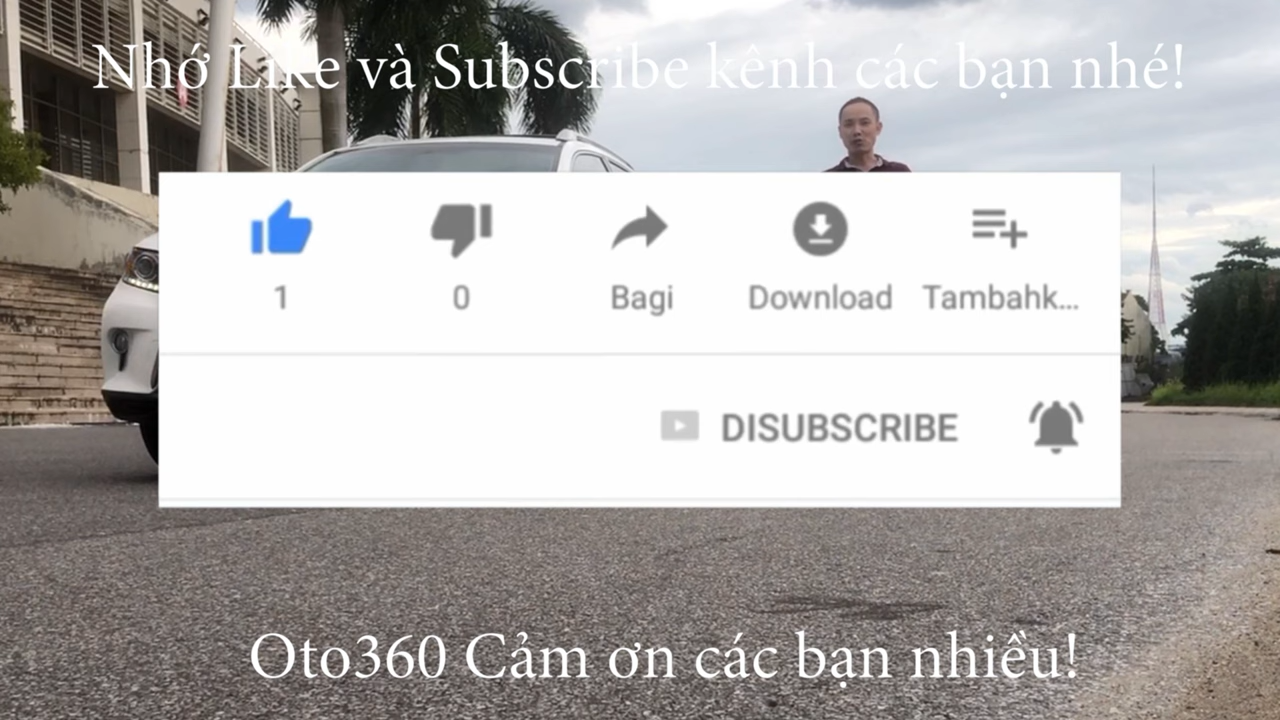 Nhớ Like và Subscribe kênh các bạn nhé!
1 0 Bagi Download Tambahk...
DISUBSCRIBE
Oto360 Cảm ơn các bạn nhiều!